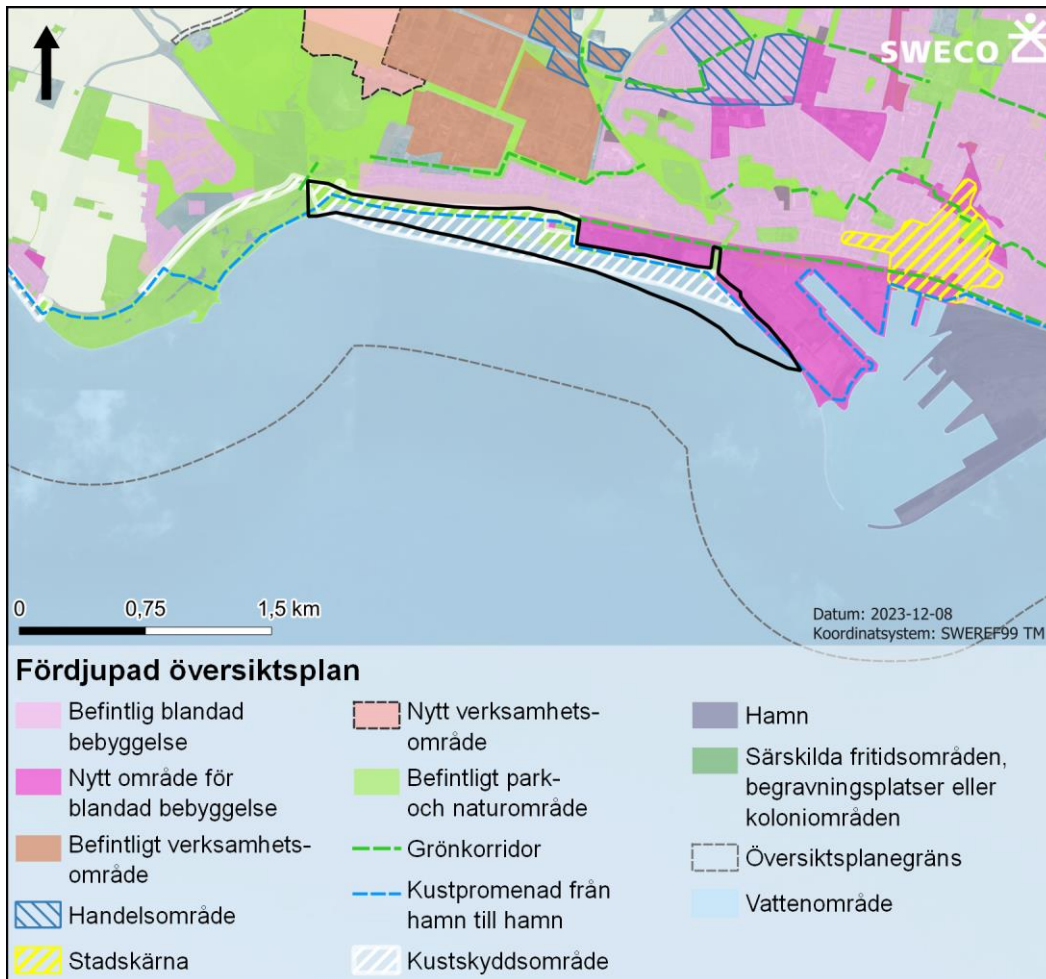 SWECO
0 0,75 1,5 km
Datum: 2023-12-08
Koordinatsystem: SWEREF99 TM
Fördjupad översiktsplan
Befintlig blandad
bebyggelse
Nytt område för
blandad bebyggelse
Befintligt verksamhets-
område
Handelsområde
Stadskärna
Nytt verksamhets-
område
Befintligt park-
och naturområde
Grönkorridor
Kustpromenad från
hamn till hamn
Kustskyddsområde
Hamn
Särskilda fritidsområden,
begravningsplatser eller
koloniområden
Översiktsplanegräns
Vattenområde